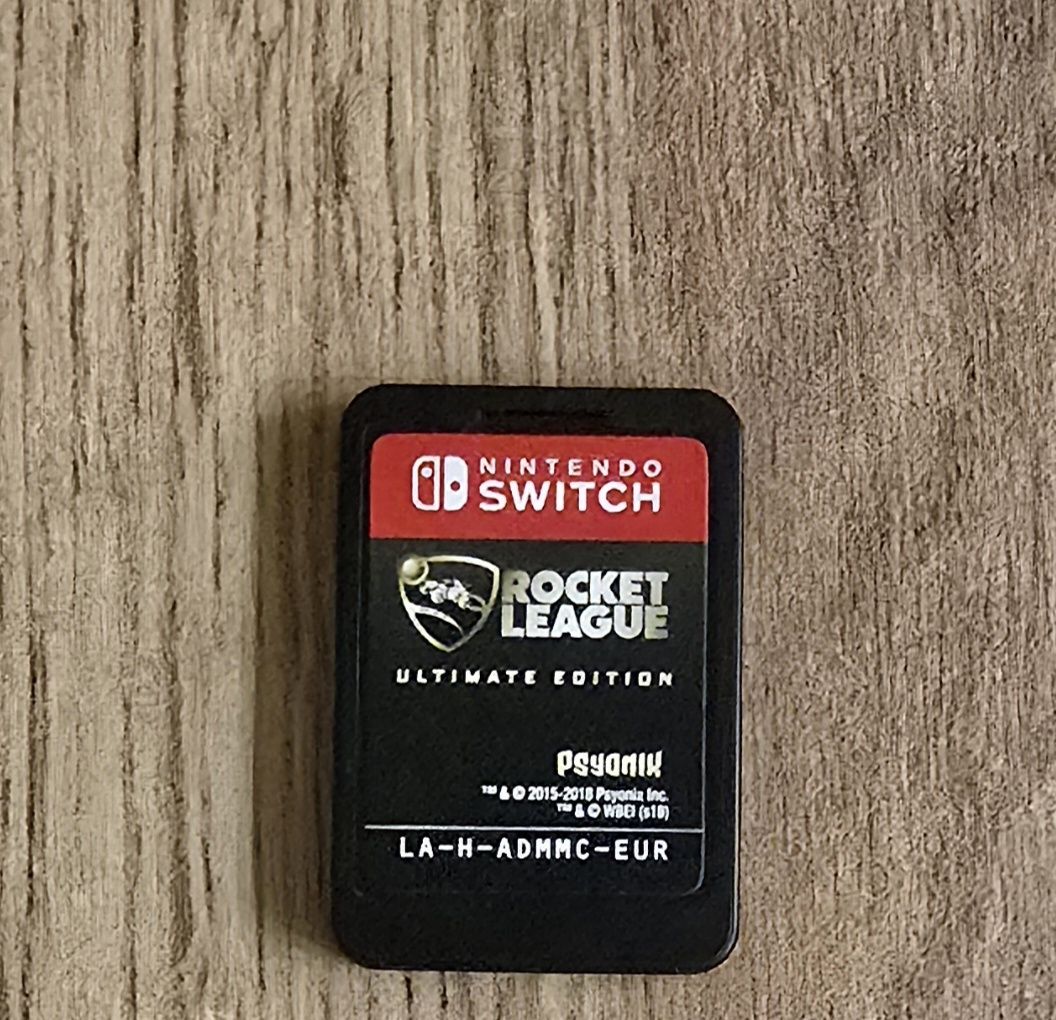 NINTENDO
SWITCH
ROCKET
LEAGUE
ULTIMATE EDITION
PSYONIX
™ & © 2015-2018 Psyonix Inc.
™ & © WBEI (s18)
LA-H-ADMMC-EUR